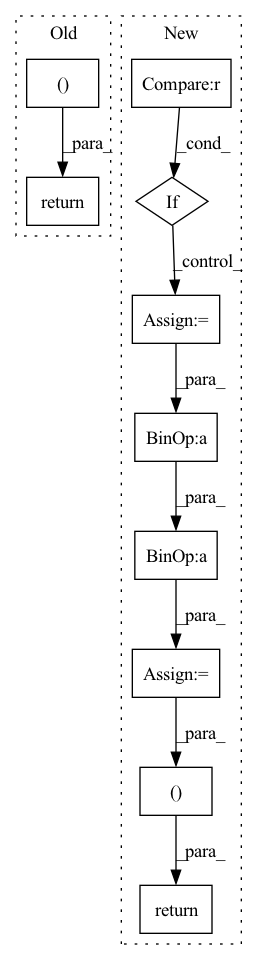 Old
()
_para_
return
New
Compare:r
_cond_
If
_control_
Assign:=
_para_
BinOp:a
_para_
BinOp:a
_para_
Assign:=
_para_
()
_para_
return